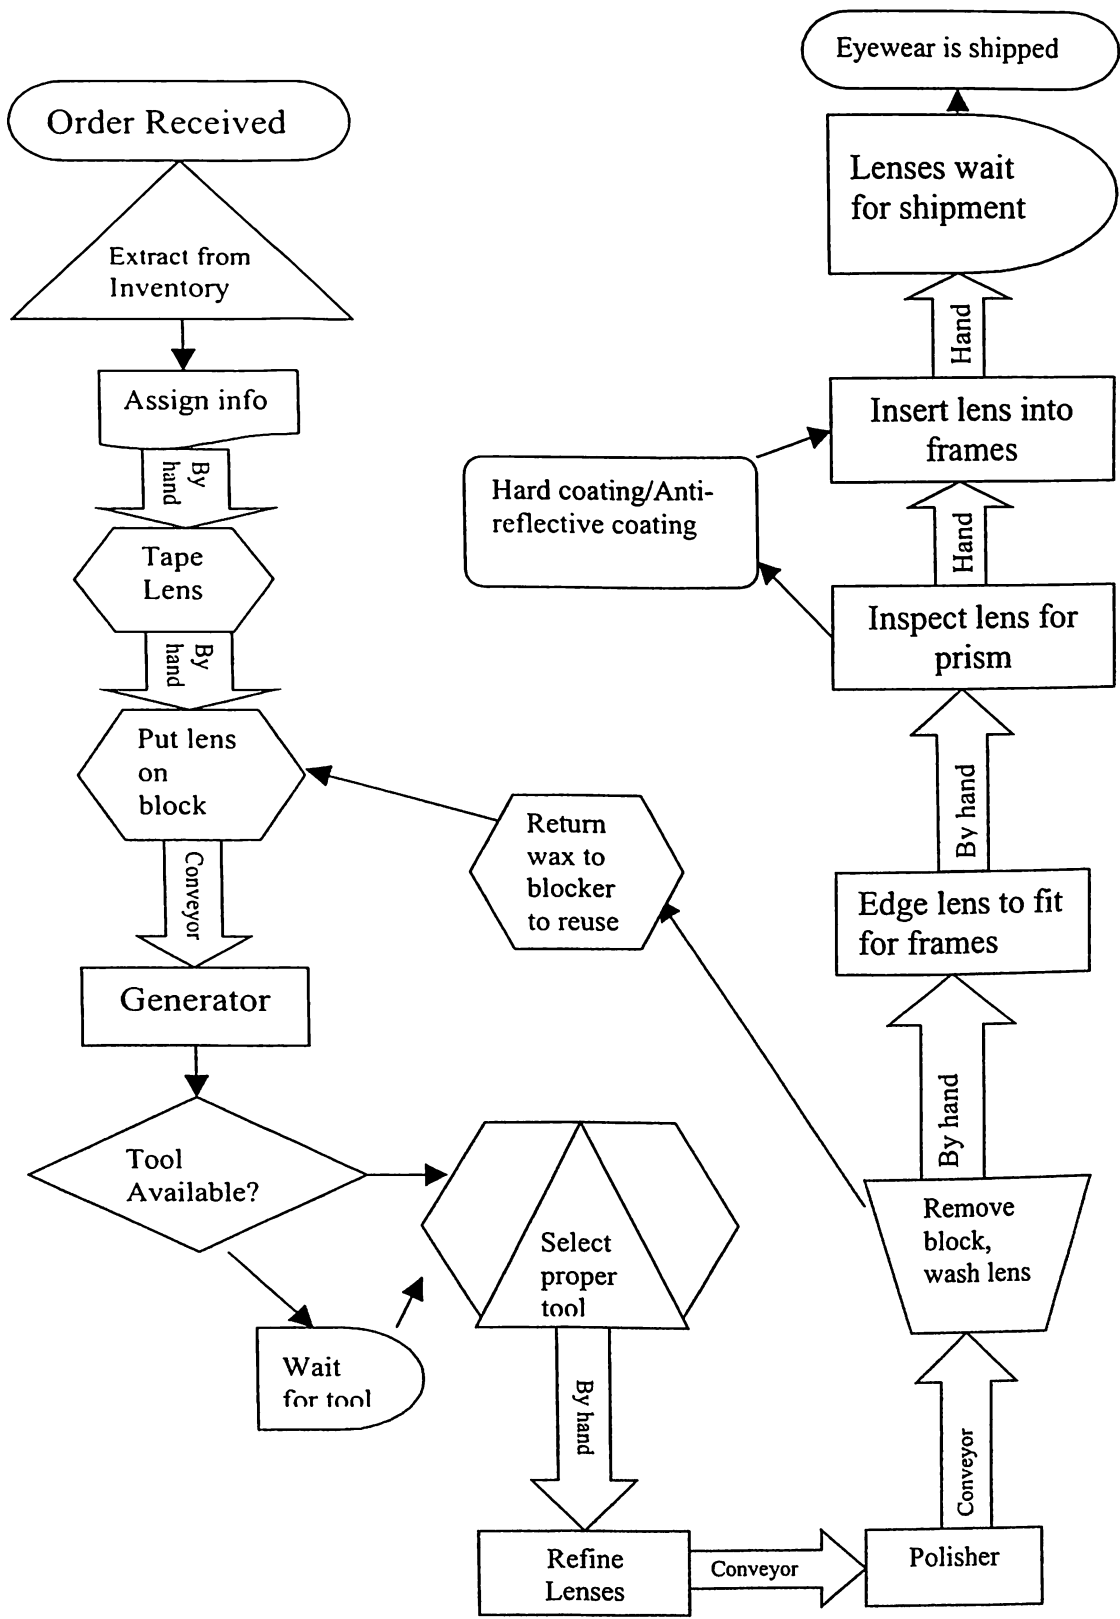 Order Received
Extract from
Inventory
Assign info
By
hand
Tape
Lens
By
hand
Put lens
on
block
Conveyor
Generator
Tool
Available?
Wait
for tool
Select
proper
tool
By hand
Refine
Lenses
Conveyor
Polisher
Conveyor
Remove
block,
wash lens
Return
wax to
blocker
to reuse
By hand
Edge lens to fit
for frames
By hand
Inspect lens for
prism
Hard coating/Anti-
reflective coating
Hand
Insert lens into
frames
Hand
Lenses wait
for shipment
Eyewear is shipped